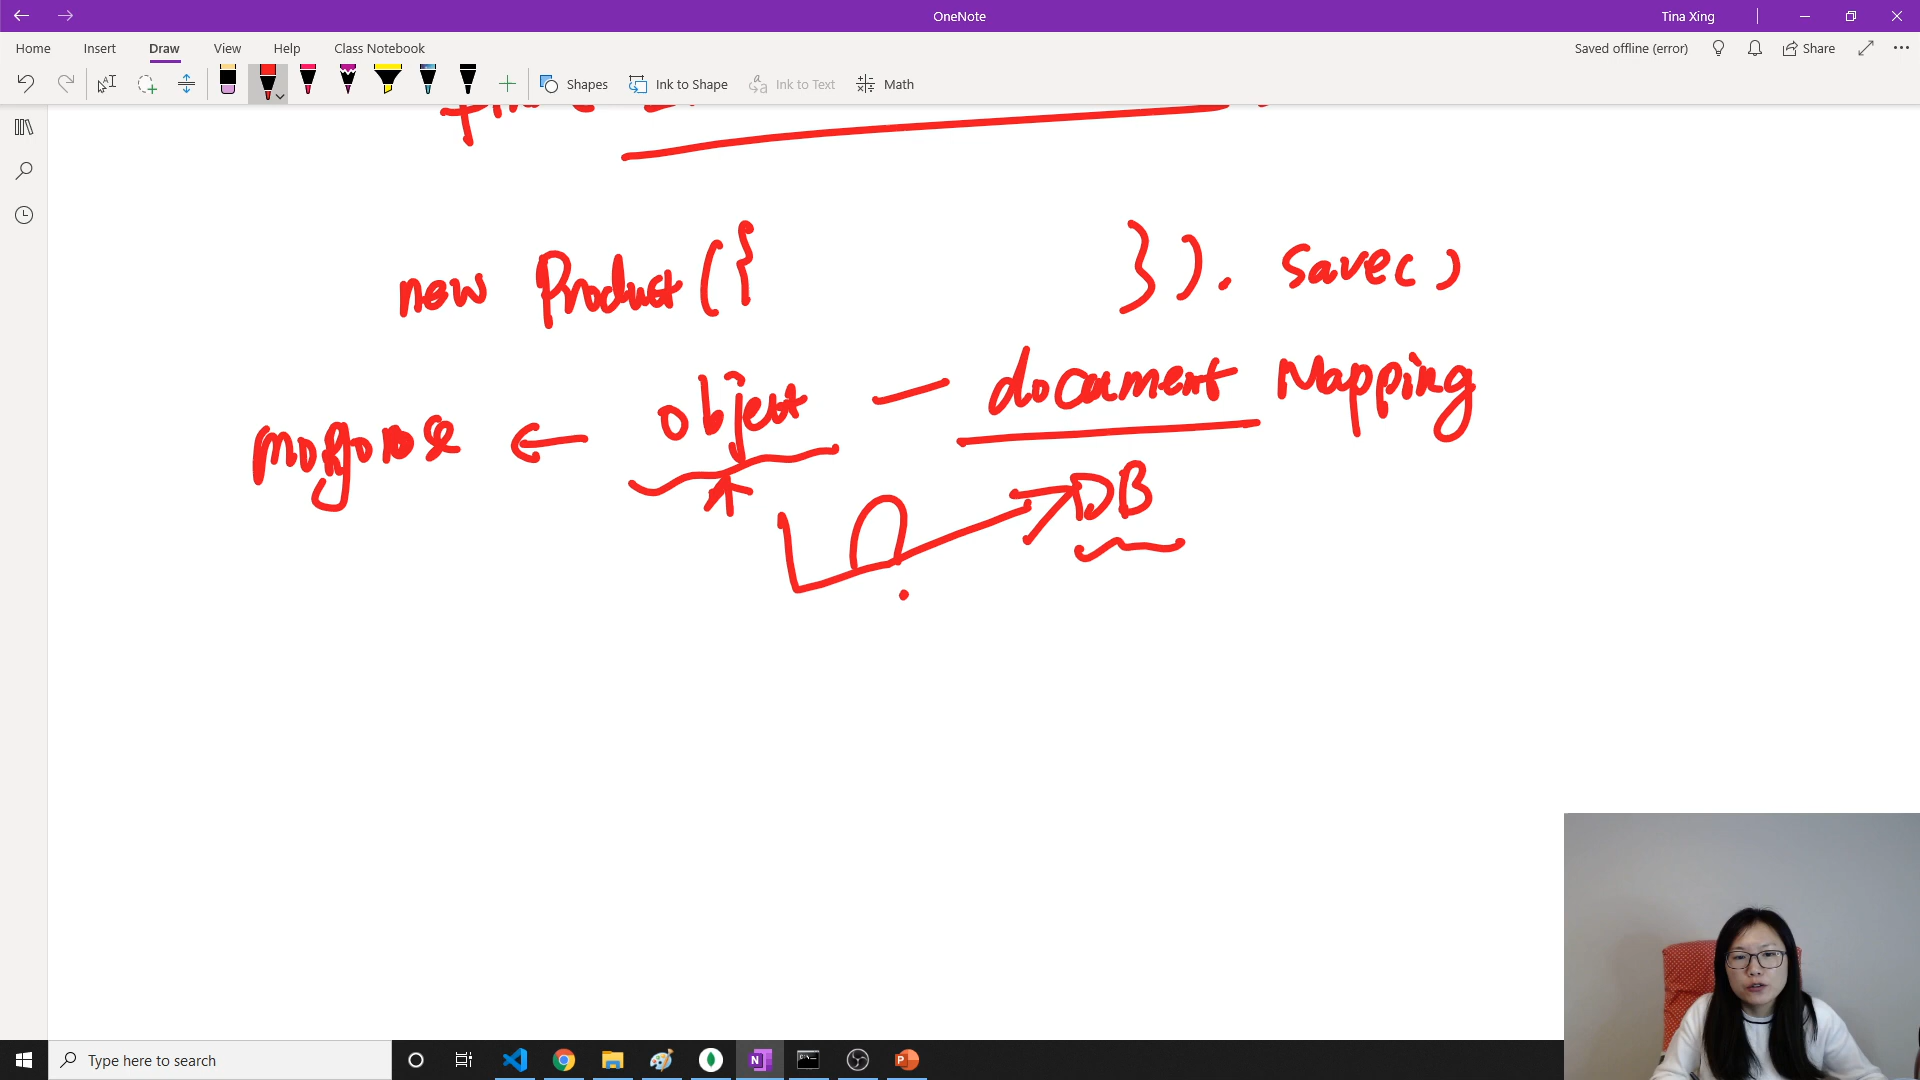 OneNote
Tina Xing
Home Insert Draw View Help Class Notebook
Saved offline (error) Share
Shapes Ink to Shape Ink to Text Math
new Product({ }). save()
object — document Mapping
mongoose ←
DB
Type here to search